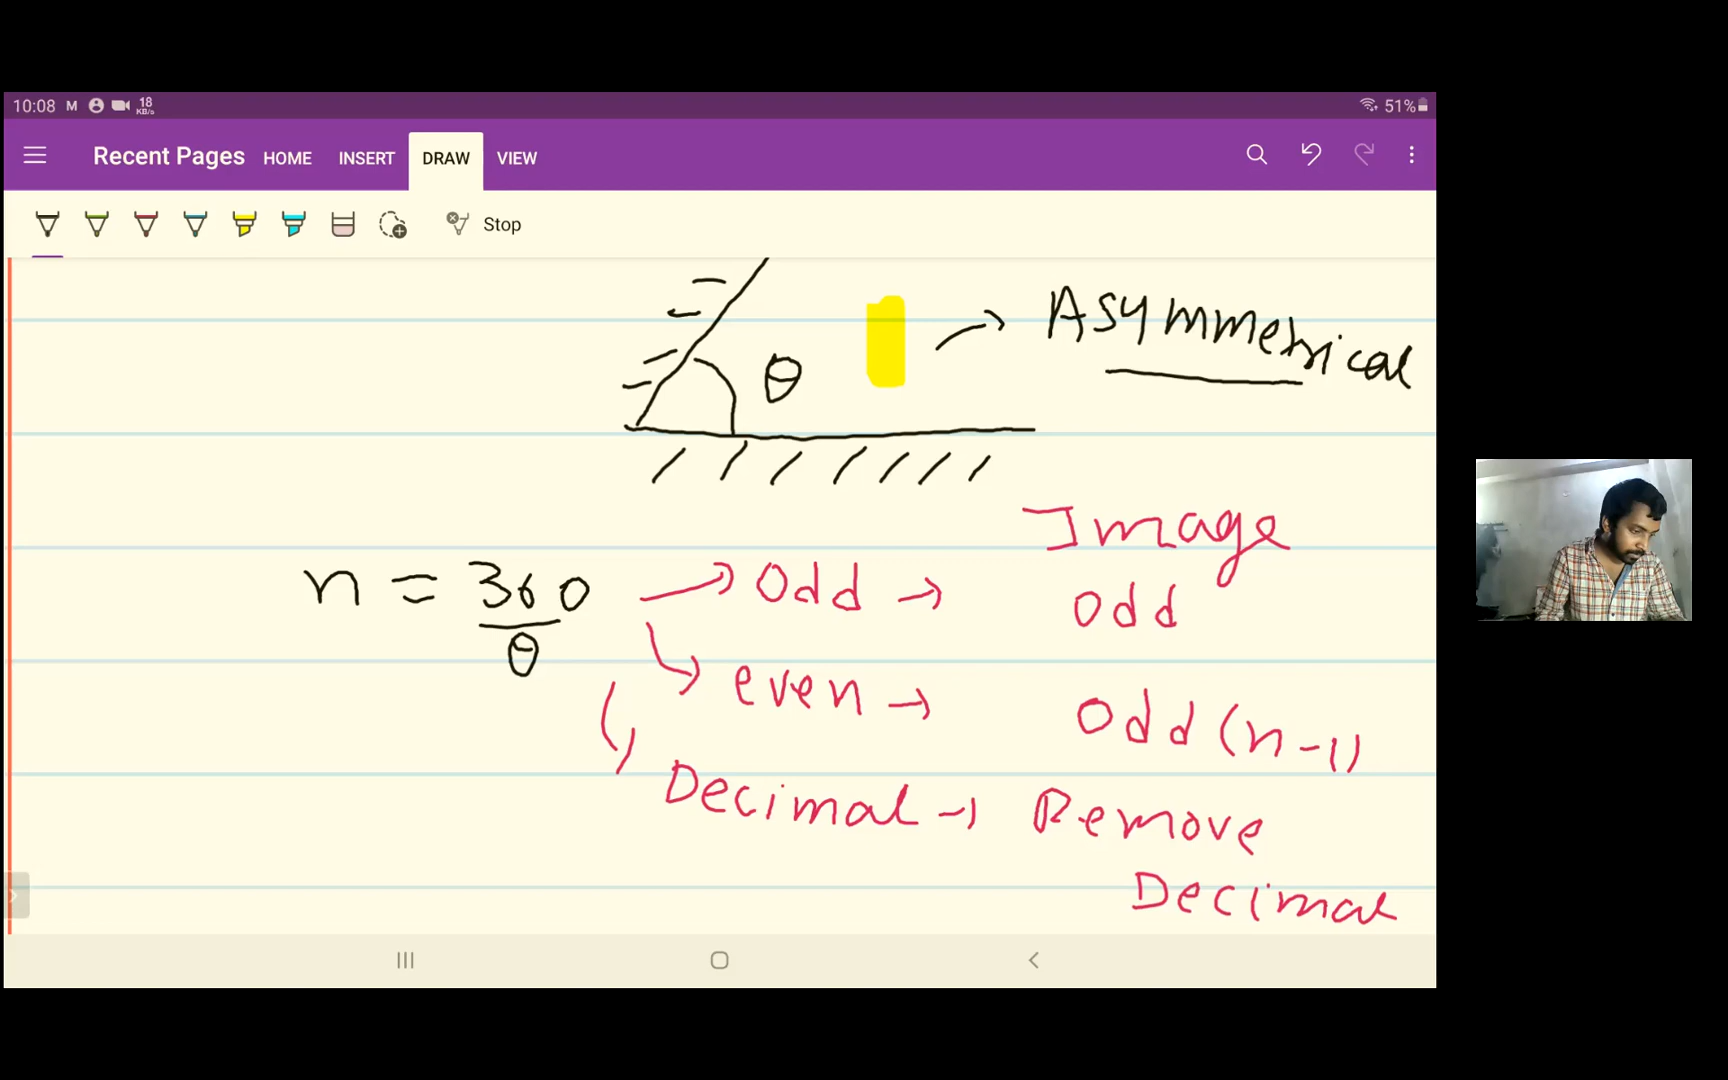 10:08 M 18 KB/s 51%
Recent Pages HOME INSERT DRAW VIEW
Stop
θ → Asymmetrical
Image
n = 360/θ → Odd → Odd
→ even → Odd (n-1)
Decimal → Remove
Decimal